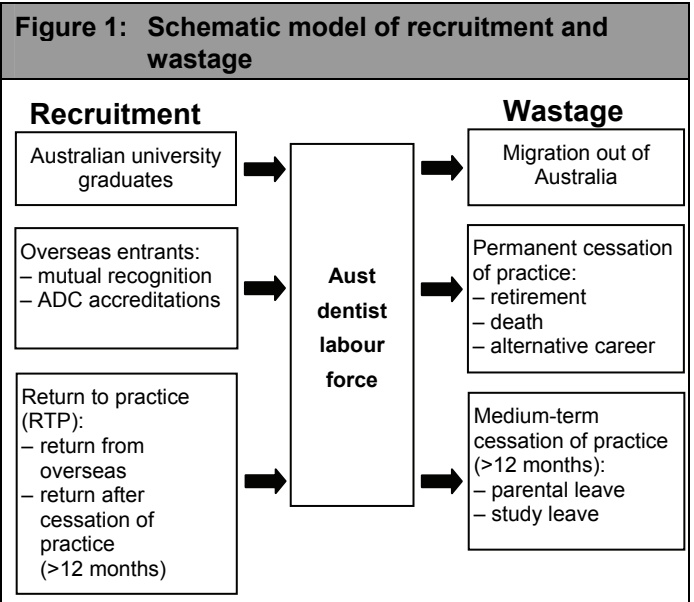 Figure 1: Schematic model of recruitment and
wastage
Recruitment
Australian university
graduates
Overseas entrants:
– mutual recognition
– ADC accreditations
Return to practice
(RTP):
– return from
overseas
– return after
cessation of
practice
(>12 months)
Aust
dentist
labour
force
Wastage
Migration out of
Australia
Permanent cessation
of practice:
– retirement
– death
– alternative career
Medium-term
cessation of practice
(>12 months):
– parental leave
– study leave